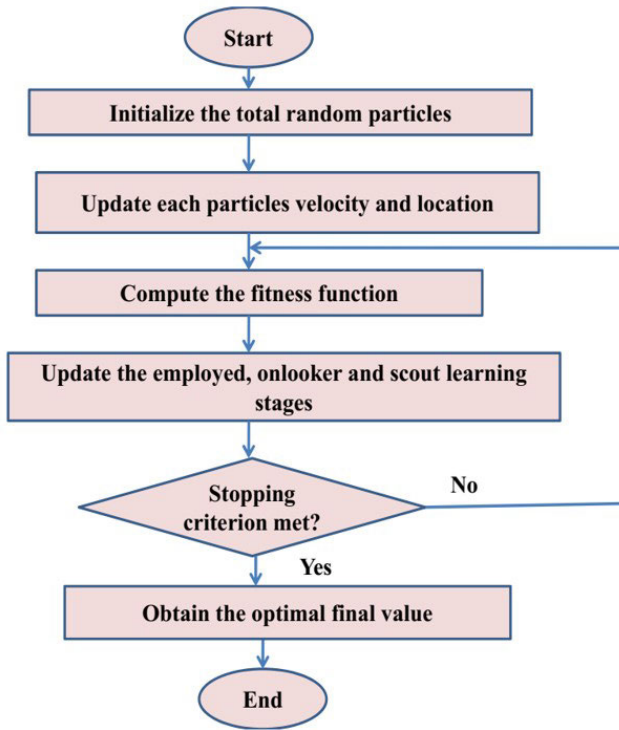 Start
Initialize the total random particles
Update each particles velocity and location
Compute the fitness function
Update the employed, onlooker and scout learning
stages
Stopping
criterion met?
No
Yes
Obtain the optimal final value
End